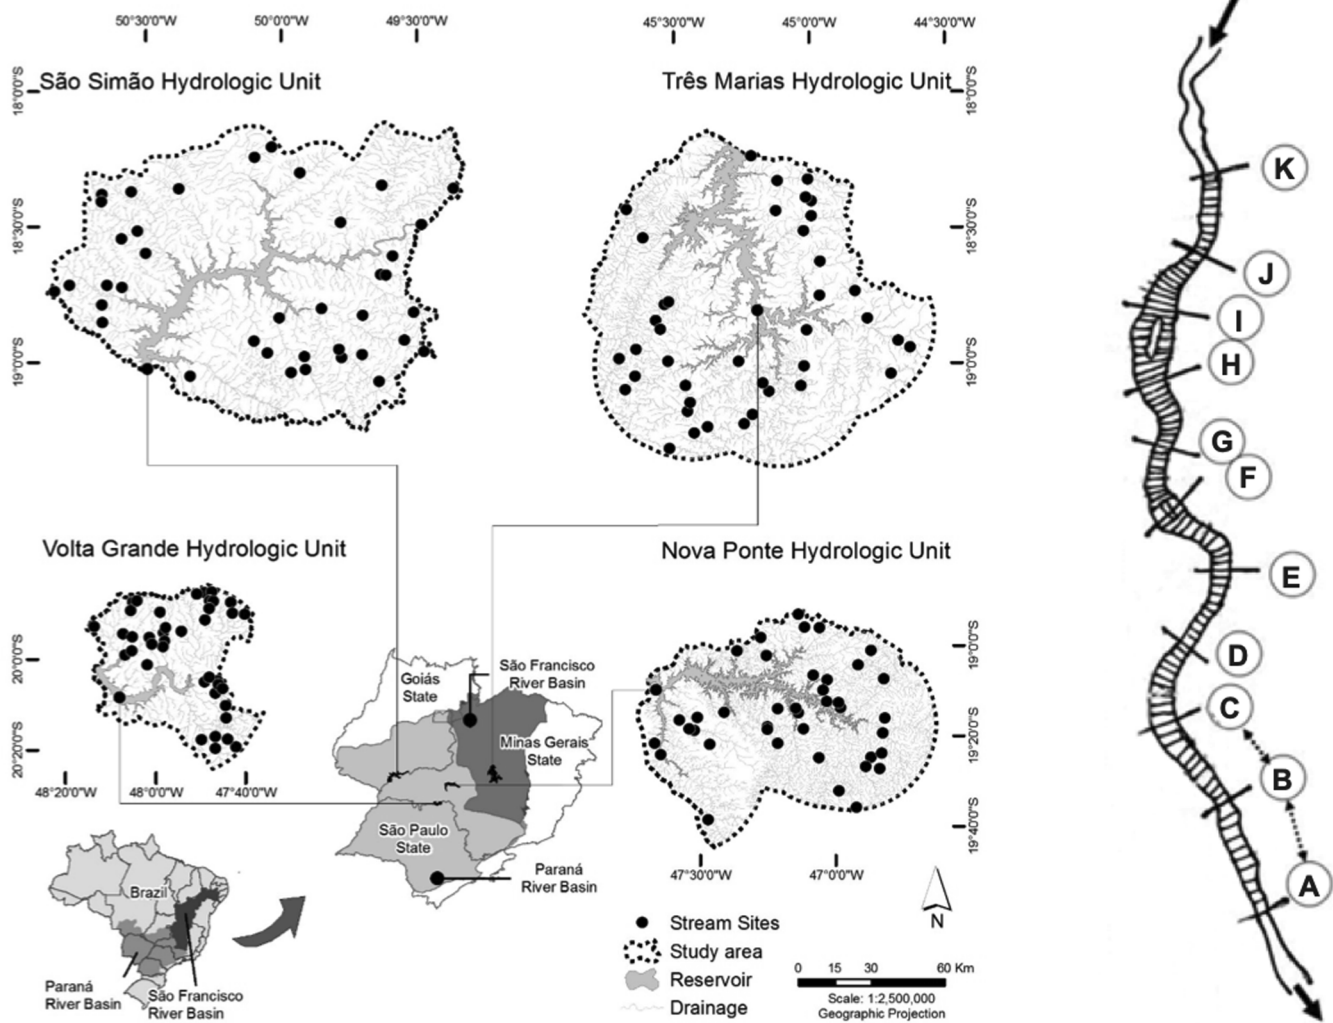 50°30'0"W
50°0'0"W
49°30'0"W
45°30'0"W
45°0'0"W
44°30'0"W
São Simão Hydrologic Unit
Três Marias Hydrologic Unit
18°0'0"S
18°30'0"S
19°0'0"S
18°0'0"S
18°30'0"S
19°0'0"S
Volta Grande Hydrologic Unit
Nova Ponte Hydrologic Unit
20°0'0"S
20°20'0"S
48°20'0"W
48°0'0"W
47°40'0"W
19°0'0"S
19°20'0"S
19°40'0"S
47°30'0"W
47°0'0"W
Goiás
State
São Francisco
River Basin
Minas Gerais
State
São Paulo
State
Paraná
River Basin
Brazil
Paraná
River Basin
São Francisco
River Basin
Stream Sites
Study area
Reservoir
Drainage
N
0 15 30 60 Km
Scale: 1:2,500,000
Geographic Projection
K
J
I
H
G
F
E
D
C
B
A